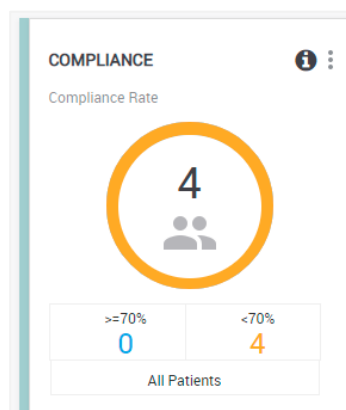 COMPLIANCE
Compliance Rate
4
>=70% <70%
0 4
All Patients